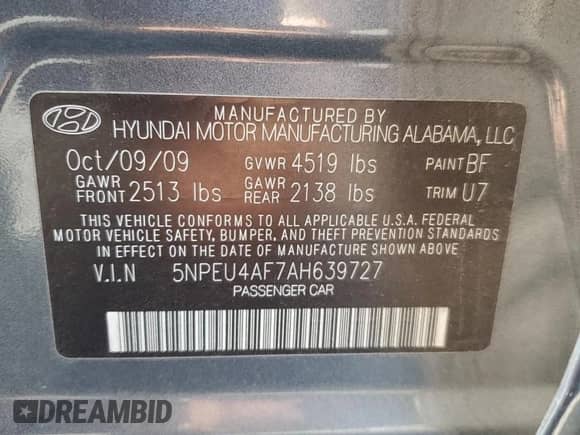 MANUFACTURED BY
HYUNDAI MOTOR MANUFACTURING ALABAMA, LLC
Oct/09/09 GVWR 4519 lbs PAINT BF
GAWR FRONT 2513 lbs GAWR REAR 2138 lbs TRIM U7
THIS VEHICLE CONFORMS TO ALL APPLICABLE U.S.A. FEDERAL
MOTOR VEHICLE SAFETY, BUMPER, AND THEFT PREVENTION STANDARDS
IN EFFECT ON THE DATE OF MANUFACTURE SHOWN ABOVE
V.I.N 5NPEU4AF7AH639727
PASSENGER CAR
DREAMBID